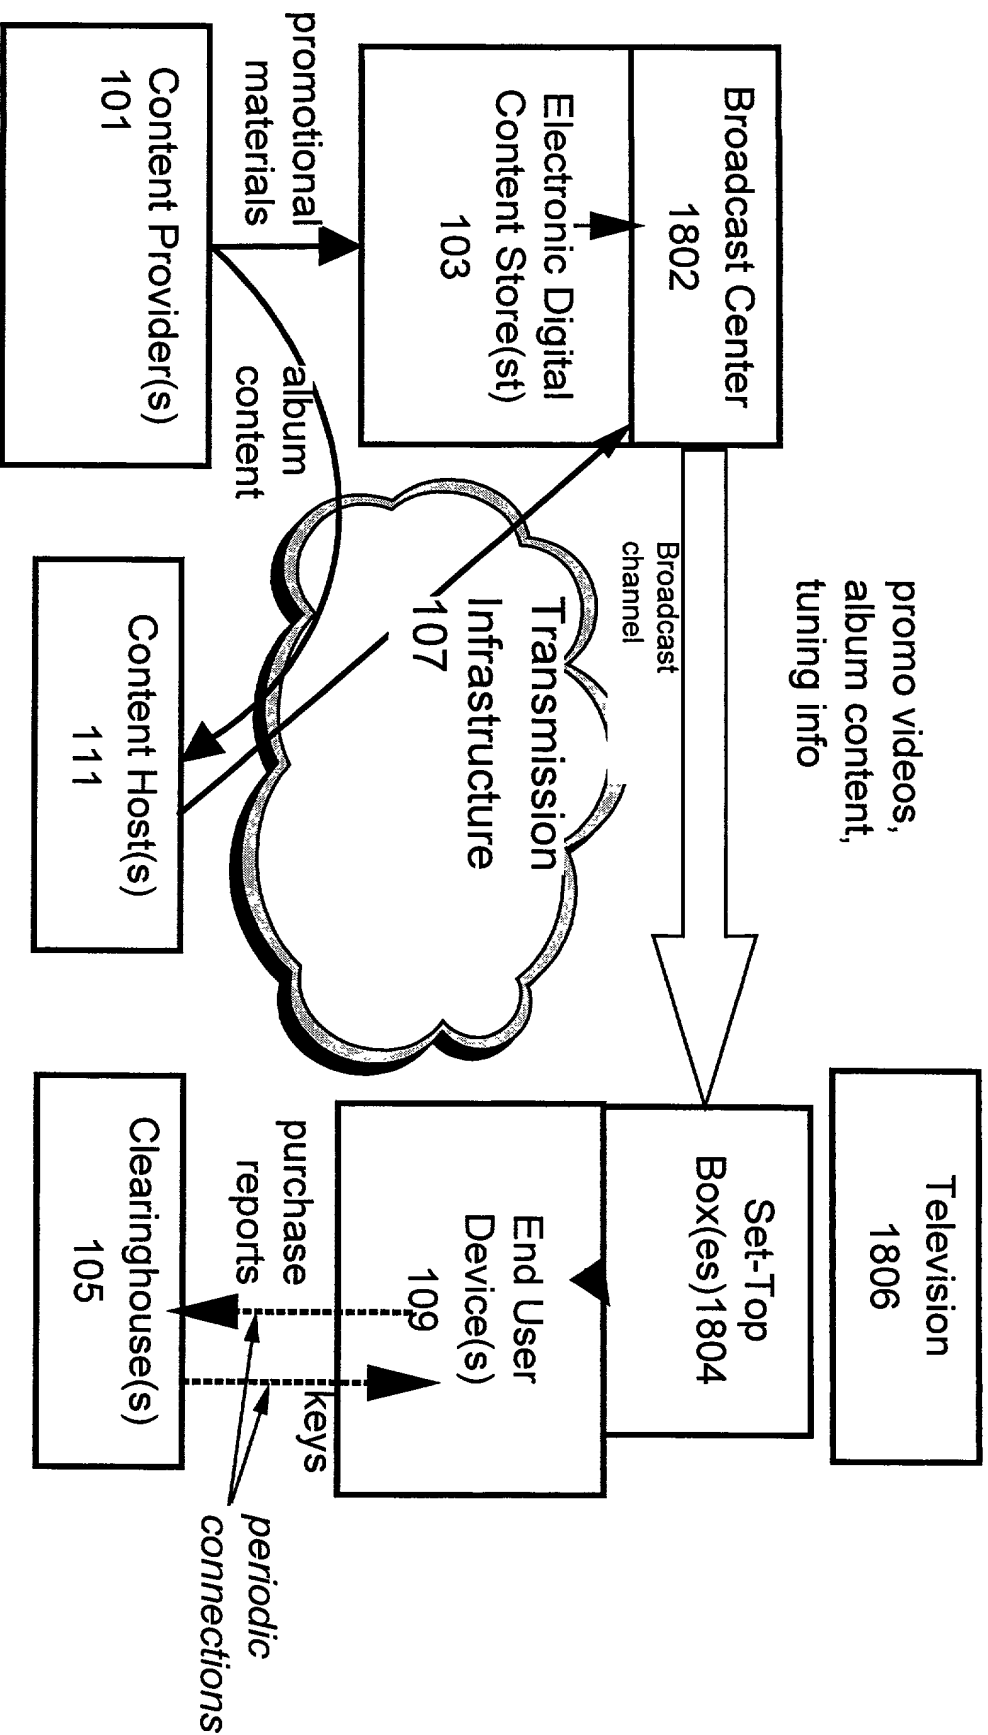 promo videos,
album content,
tuning info
Television
1806
Broadcast Center
1802
Broadcast
channel
Set-Top
Box(es)1804
Electronic Digital
Content Store(st)
103
Transmission
Infrastructure
107
End User
Device(s)
109
promotional
materials
album
content
purchase
reports
keys
periodic
connections
Content Provider(s)
101
Content Host(s)
111
Clearinghouse(s)
105